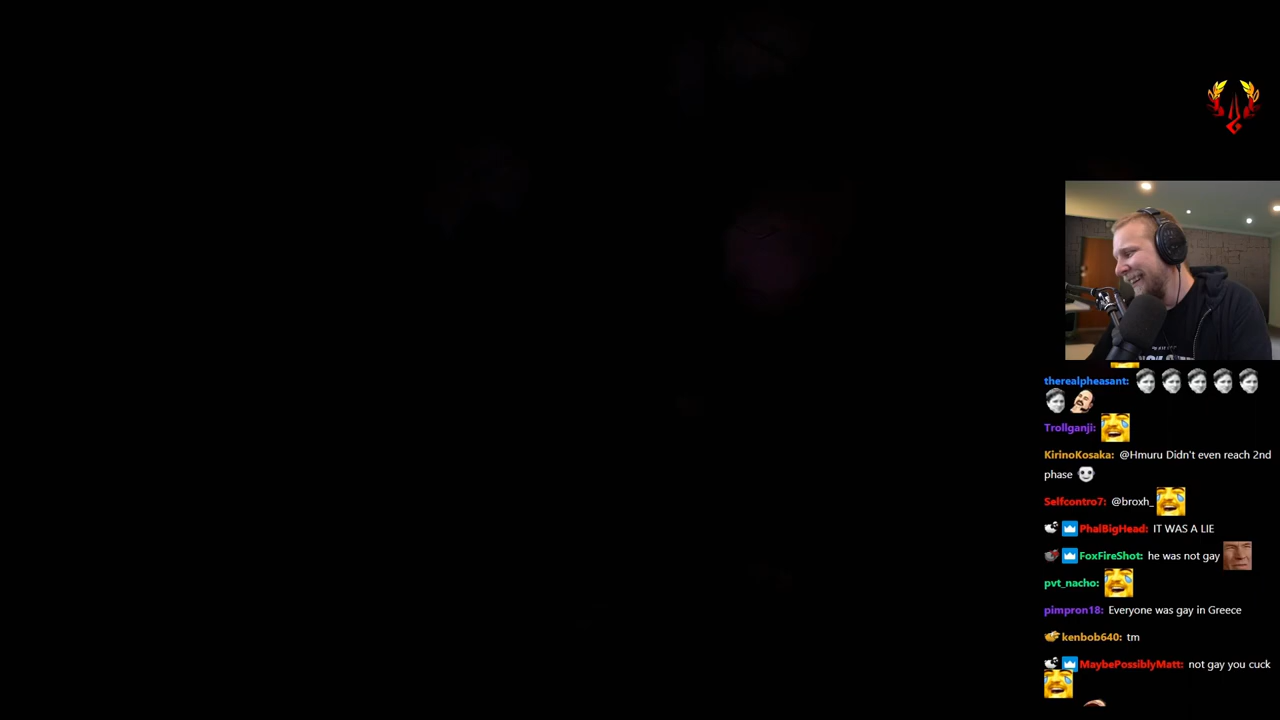 therealpheasant:
Trollganji:
KirinoKosaka: @Hmuru Didn't even reach 2nd
phase
Selfcontro7: @broxh_
PhalBigHead: IT WAS A LIE
FoxFireShot: he was not gay
pvt_nacho:
pimpron18: Everyone was gay in Greece
kenbob640: tm
MaybePossiblyMatt: not gay you cuck